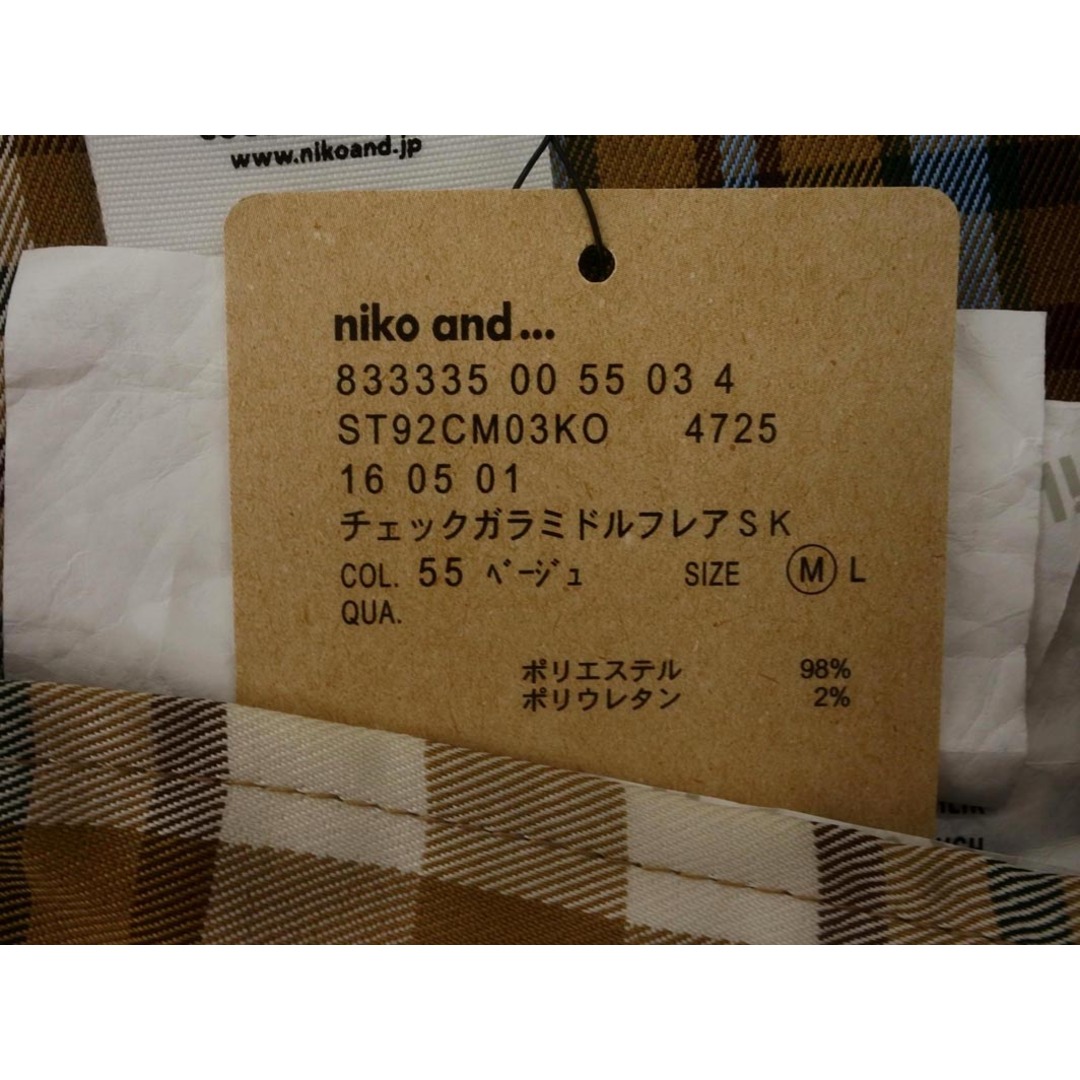 www.nikoand.jp
niko and...
833335 00 55 03 4
ST92CM03KO 4725
16 05 01
チェックガラミドルフレアＳＫ
COL. 55 ﾍﾞｰｼﾞｭ SIZE M L
QUA.
ポリエステル 98%
ポリウレタン 2%